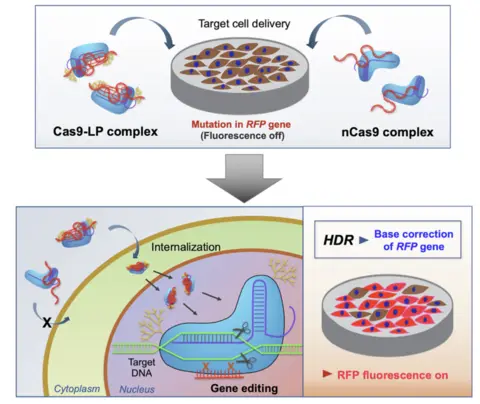 Target cell delivery
Cas9-LP complex
Mutation in RFP gene
(Fluorescence off)
nCas9 complex
Internalization
X
Target
DNA
X X
Gene editing
Cytoplasm
Nucleus
HDR
Base correction
of RFP gene
RFP fluorescence on